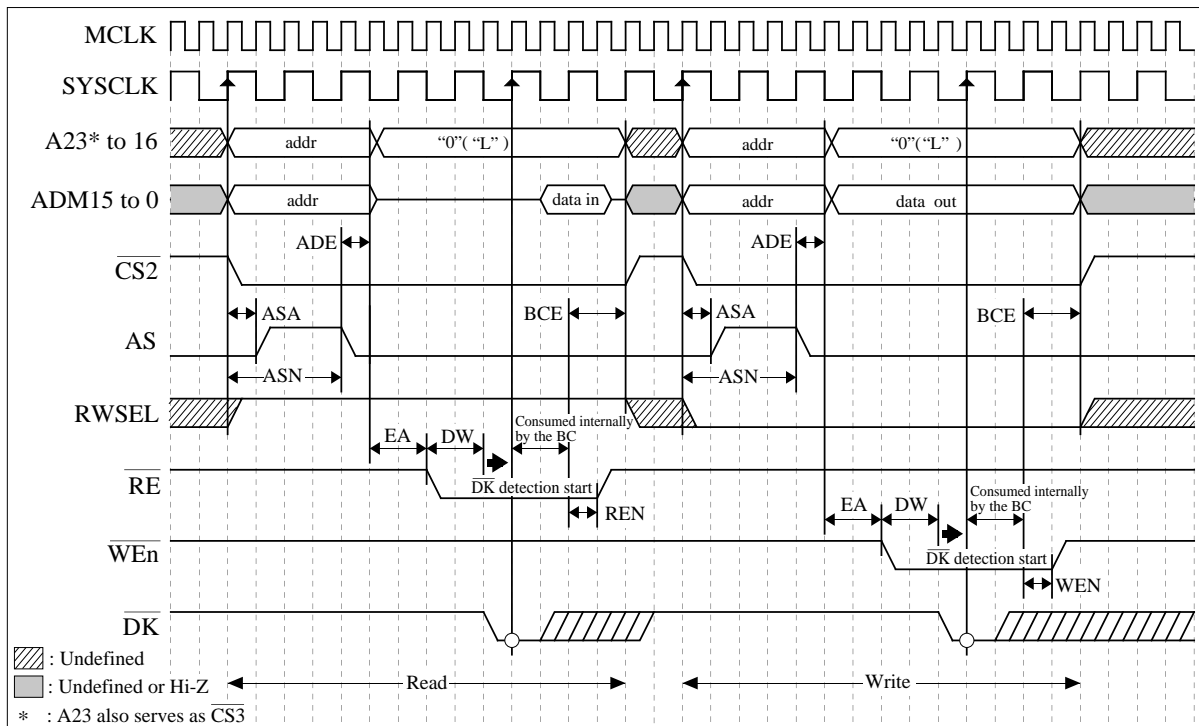 MCLK
SYSCLK
A23* to 16 addr “0”( “L” ) addr “0”( “L” )
ADM15 to 0 addr data in addr data out
ADE ADE
CS2
ASA BCE ASA BCE
AS
ASN ASN
RWSEL
EA DW Consumed internally
by the BC
RE DK detection start
REN
EA DW Consumed internally
by the BC
WEn DK detection start
WEN
DK
: Undefined
: Undefined or Hi-Z
Read Write
* : A23 also serves as CS3